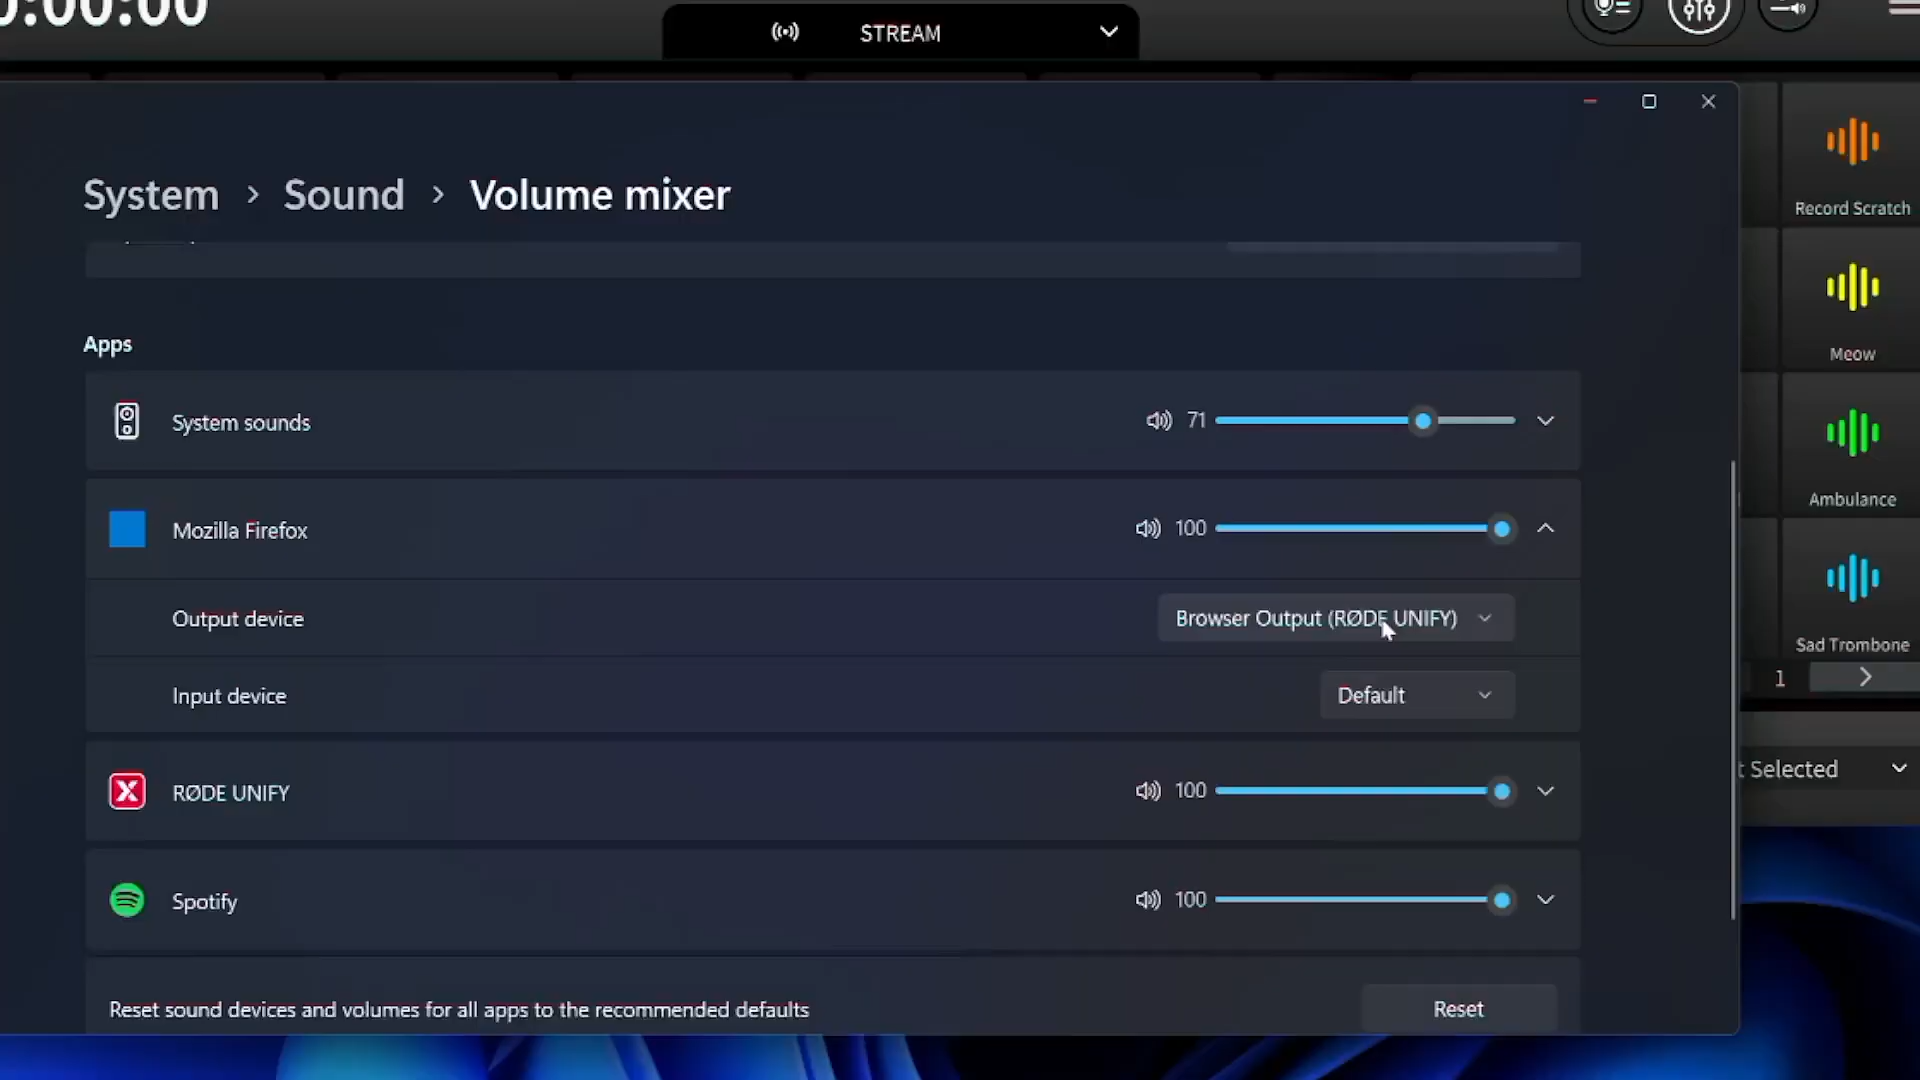 0:00:00
STREAM
System > Sound > Volume mixer
Apps
System sounds
71
Mozilla Firefox
100
Output device
Browser Output (RØDE UNIFY)
Input device
Default
RØDE UNIFY
100
Spotify
100
Reset sound devices and volumes for all apps to the recommended defaults
Reset
Record Scratch
Meow
Ambulance
Sad Trombone
1
t Selected